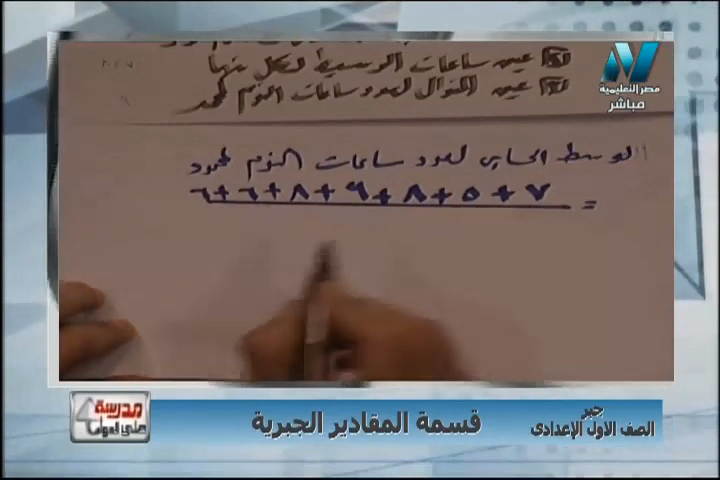 عين ساعات الوسيط لكل منها
عين المنوال لعدد ساعات النوم لمحمد
الوسط الحسابي لعدد ساعات النوم لمحمود
= ٧ + ٥ + ٨ + ٩ + ٨ + ٦ + ٦
مصر التعليمية
مباشر
مدرسة
على الهواء
قسمة المقادير الجبرية
جبر
الصف الاول الإعدادى